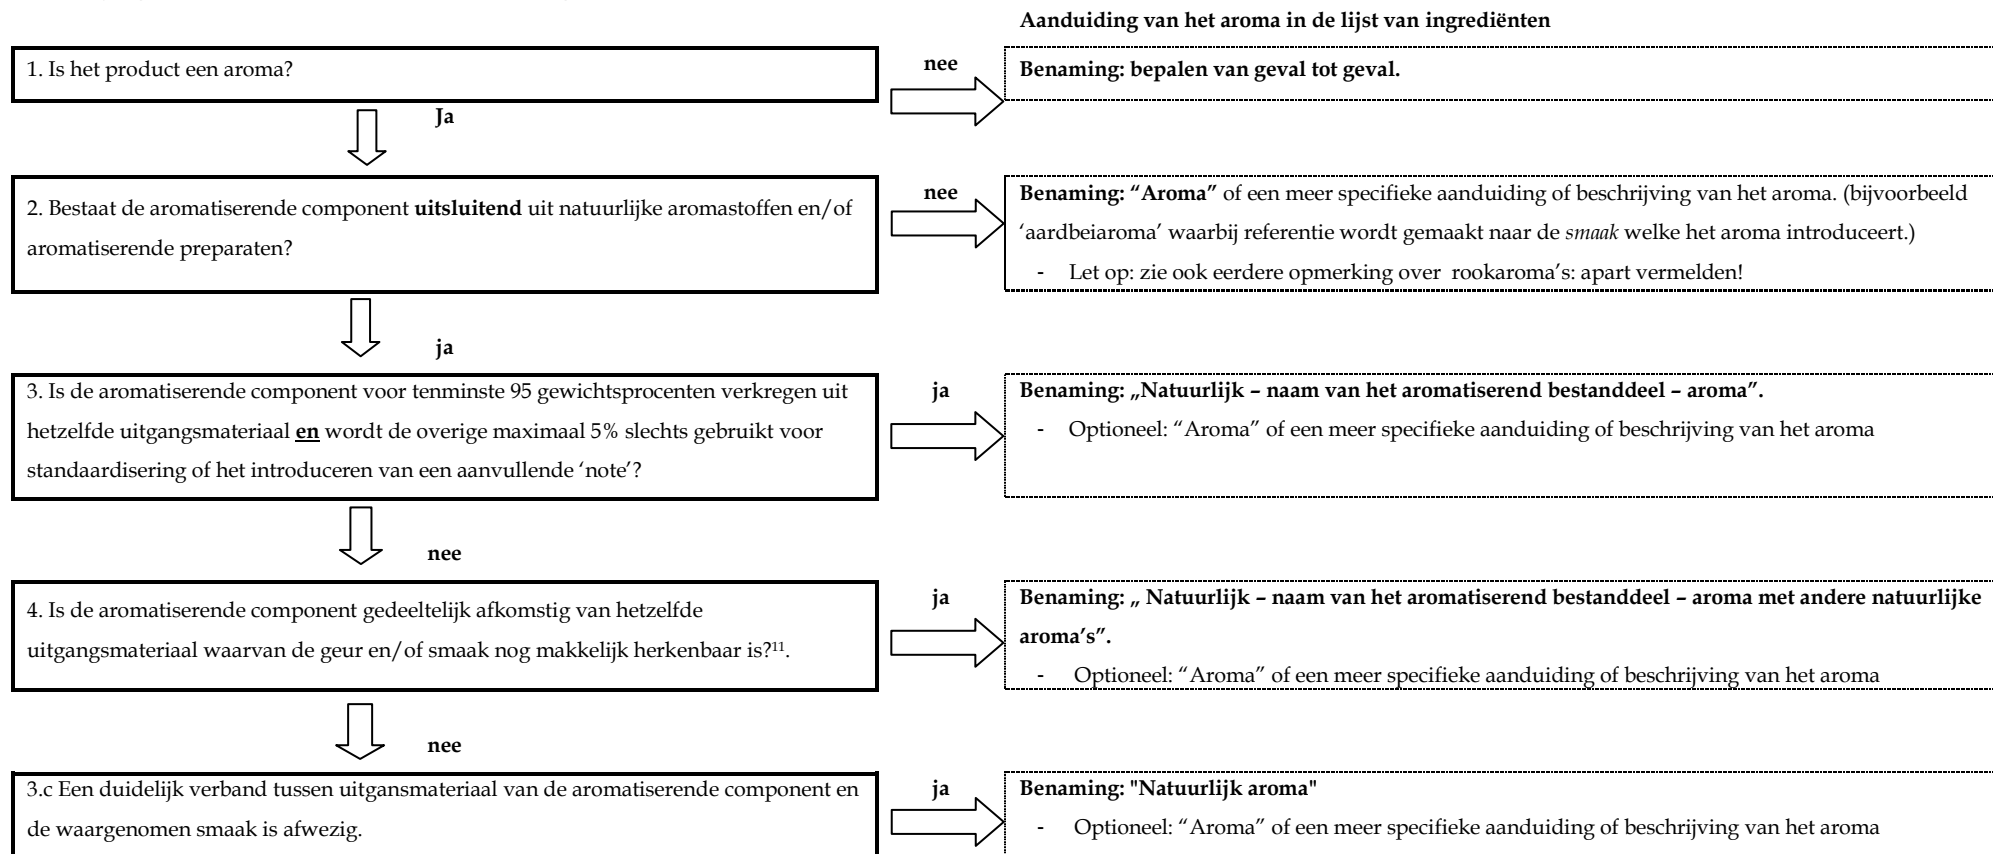 Aanduiding van het aroma in de lijst van ingrediënten
1. Is het product een aroma?
nee
Benaming: bepalen van geval tot geval.
Ja
2. Bestaat de aromatiserende component uitsluitend uit natuurlijke aromastoffen en/of
aromatiserende preparaten?
nee
Benaming: “Aroma” of een meer specifieke aanduiding of beschrijving van het aroma. (bijvoorbeeld
‘aardbeiaroma’ waarbij referentie wordt gemaakt naar de smaak welke het aroma introduceert.)
- Let op: zie ook eerdere opmerking over rookaroma’s: apart vermelden!
ja
3. Is de aromatiserende component voor tenminste 95 gewichtsprocenten verkregen uit
hetzelfde uitgangsmateriaal en wordt de overige maximaal 5% slechts gebruikt voor
standaardisering of het introduceren van een aanvullende ‘note’?
ja
Benaming: „Natuurlijk – naam van het aromatiserend bestanddeel – aroma”.
- Optioneel: “Aroma” of een meer specifieke aanduiding of beschrijving van het aroma
nee
4. Is de aromatiserende component gedeeltelijk afkomstig van hetzelfde
uitgangsmateriaal waarvan de geur en/of smaak nog makkelijk herkenbaar is?¹¹.
ja
Benaming: „ Natuurlijk – naam van het aromatiserend bestanddeel – aroma met andere natuurlijke
aroma’s”.
- Optioneel: “Aroma” of een meer specifieke aanduiding of beschrijving van het aroma
nee
3.c Een duidelijk verband tussen uitgansmateriaal van de aromatiserende component en
de waargenomen smaak is afwezig.
ja
Benaming: "Natuurlijk aroma"
- Optioneel: “Aroma” of een meer specifieke aanduiding of beschrijving van het aroma